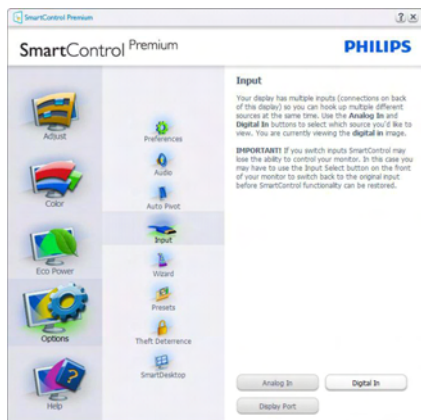 SmartControl Premium
SmartControl Premium
PHILIPS
Adjust
Color
Eco Power
Options
Help
Preferences
Audio
Auto Pivot
Input
Wizard
Presets
Theft Deterrence
SmartDesktop
Input
Your display has multiple inputs (connections on back
of this display) so you can hook up multiple different
sources at the same time. Use the Analog In and
Digital In buttons to select which source you'd like to
view. You are currently viewing the digital in image.
IMPORTANT! If you switch inputs SmartControl may
lose the ability to control your monitor. In this case you
may have to use the Input Select button on the front
of your monitor to switch back to the original input
before SmartControl functionality can be restored.
Analog In
Digital In
Display Port